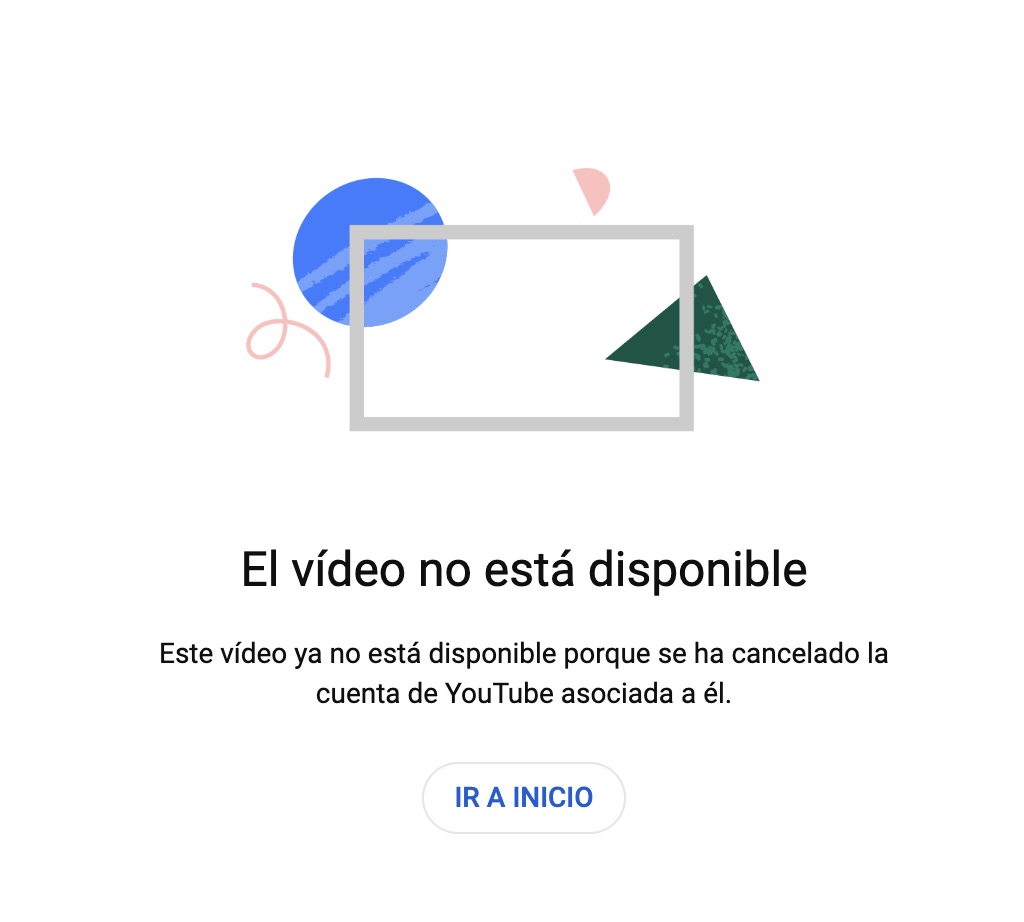 El vídeo no está disponible
Este vídeo ya no está disponible porque se ha cancelado la
cuenta de YouTube asociada a él.
IR A INICIO